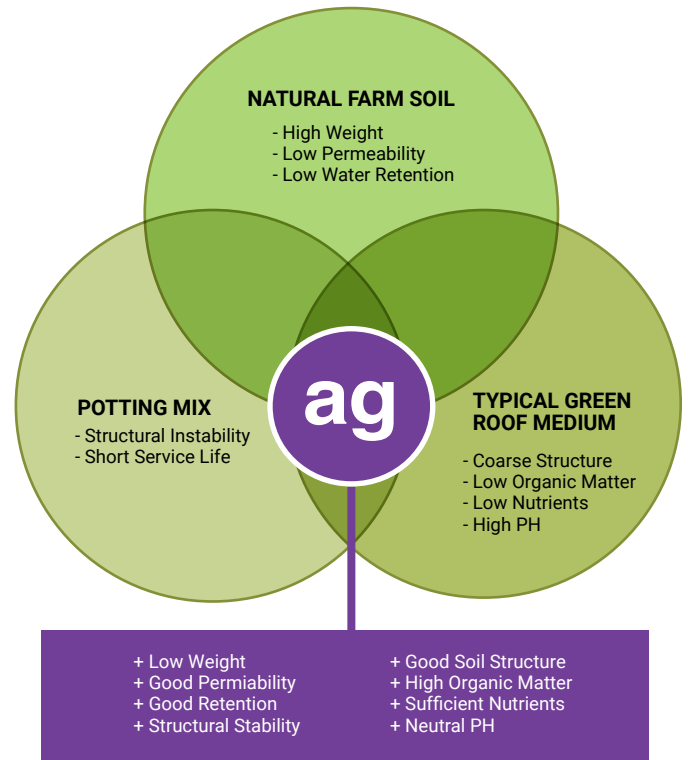 NATURAL FARM SOIL
- High Weight
- Low Permeability
- Low Water Retention
POTTING MIX
- Structural Instability
- Short Service Life
ag
TYPICAL GREEN
ROOF MEDIUM
- Coarse Structure
- Low Organic Matter
- Low Nutrients
- High PH
+ Low Weight
+ Good Permiability
+ Good Retention
+ Structural Stability
+ Good Soil Structure
+ High Organic Matter
+ Sufficient Nutrients
+ Neutral PH